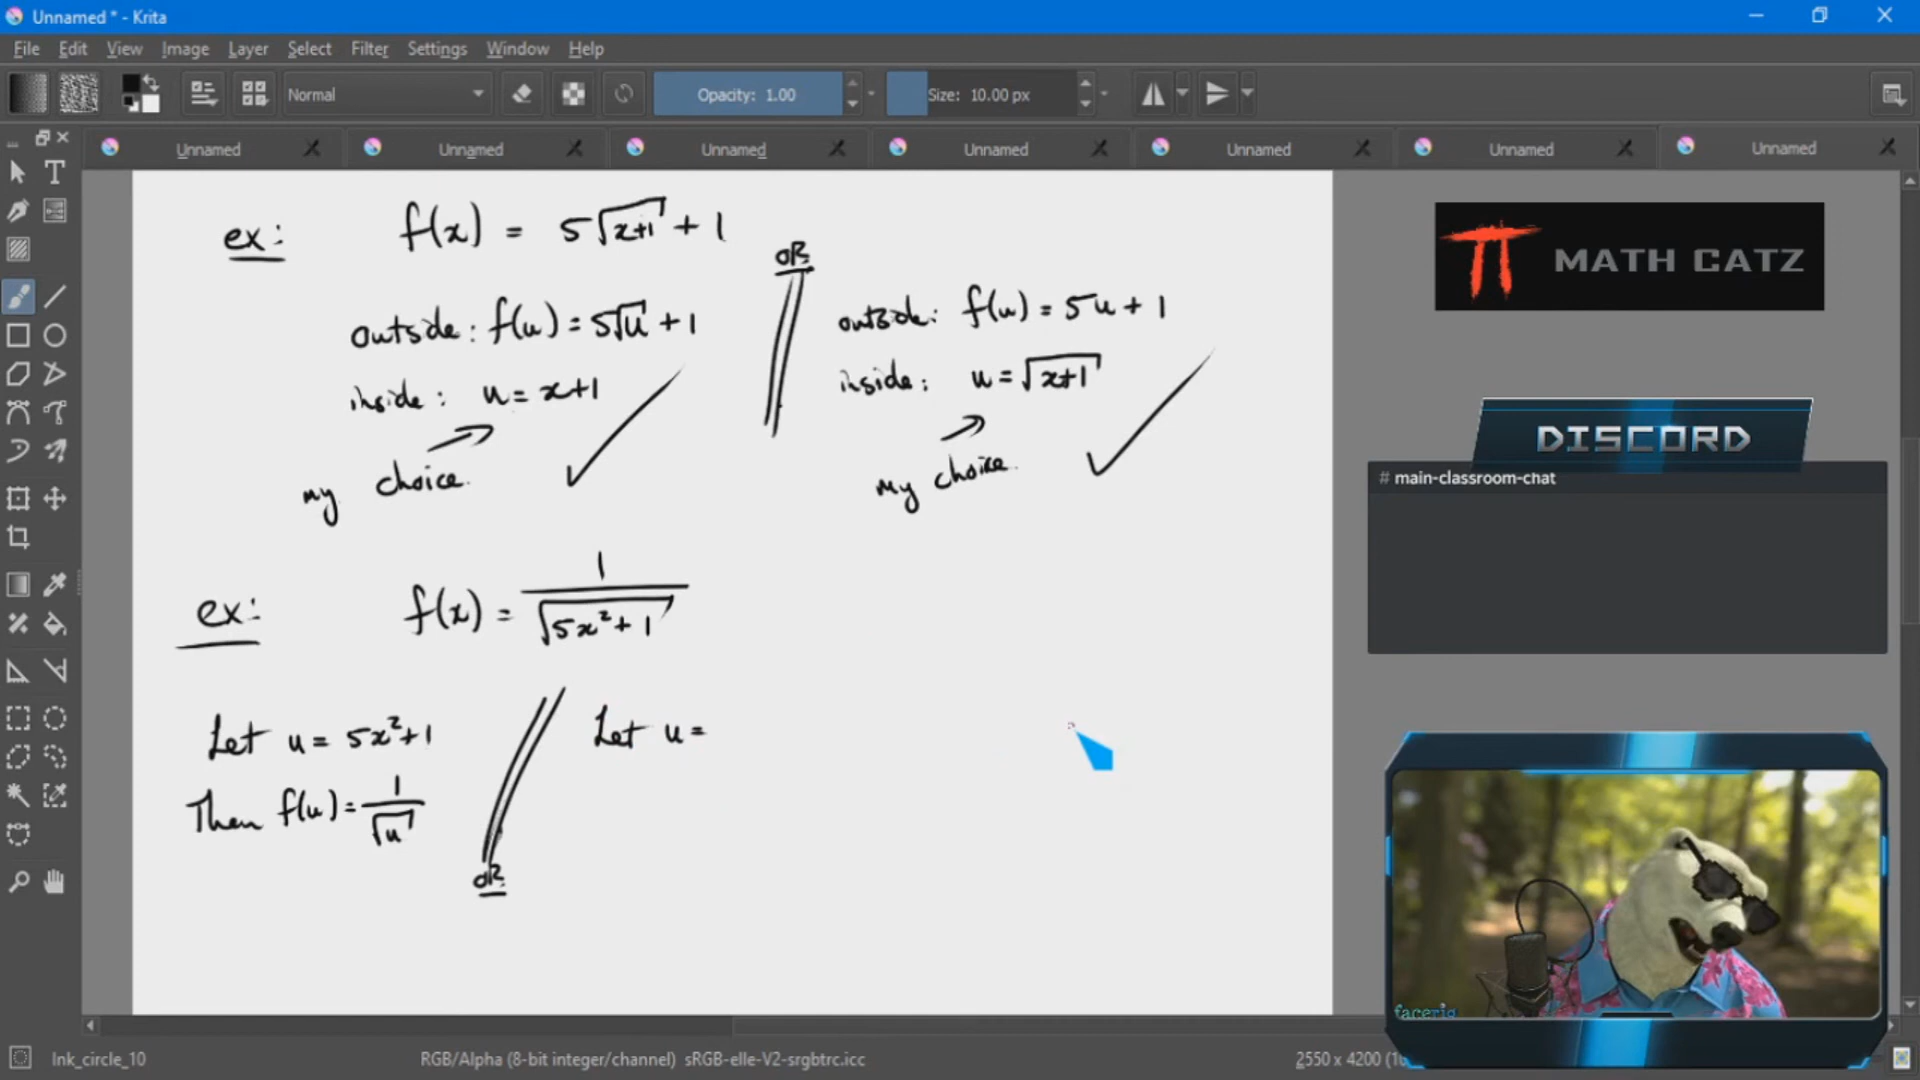 Unnamed * - Krita
File Edit View Image Layer Select Filter Settings Window Help
Normal Opacity: 1.00 Size: 10.00 px
Unnamed Unnamed Unnamed Unnamed Unnamed Unnamed Unnamed
ex: f(x) = 5√(x+1) + 1
outside: f(u) = 5√u + 1
inside: u = x+1
my choice.
OR
outside: f(u) = 5u + 1
inside: u = √(x+1)
my choice.
ex: f(x) = 1/√(5x²+1)
Let u = 5x²+1
Then f(u) = 1/√u
OR
Let u =
MATH CATZ
DISCORD
# main-classroom-chat
facerig
Ink_circle_10
RGB/Alpha (8-bit integer/channel) sRGB-elle-V2-srgbtrc.icc
2550 x 4200 (1